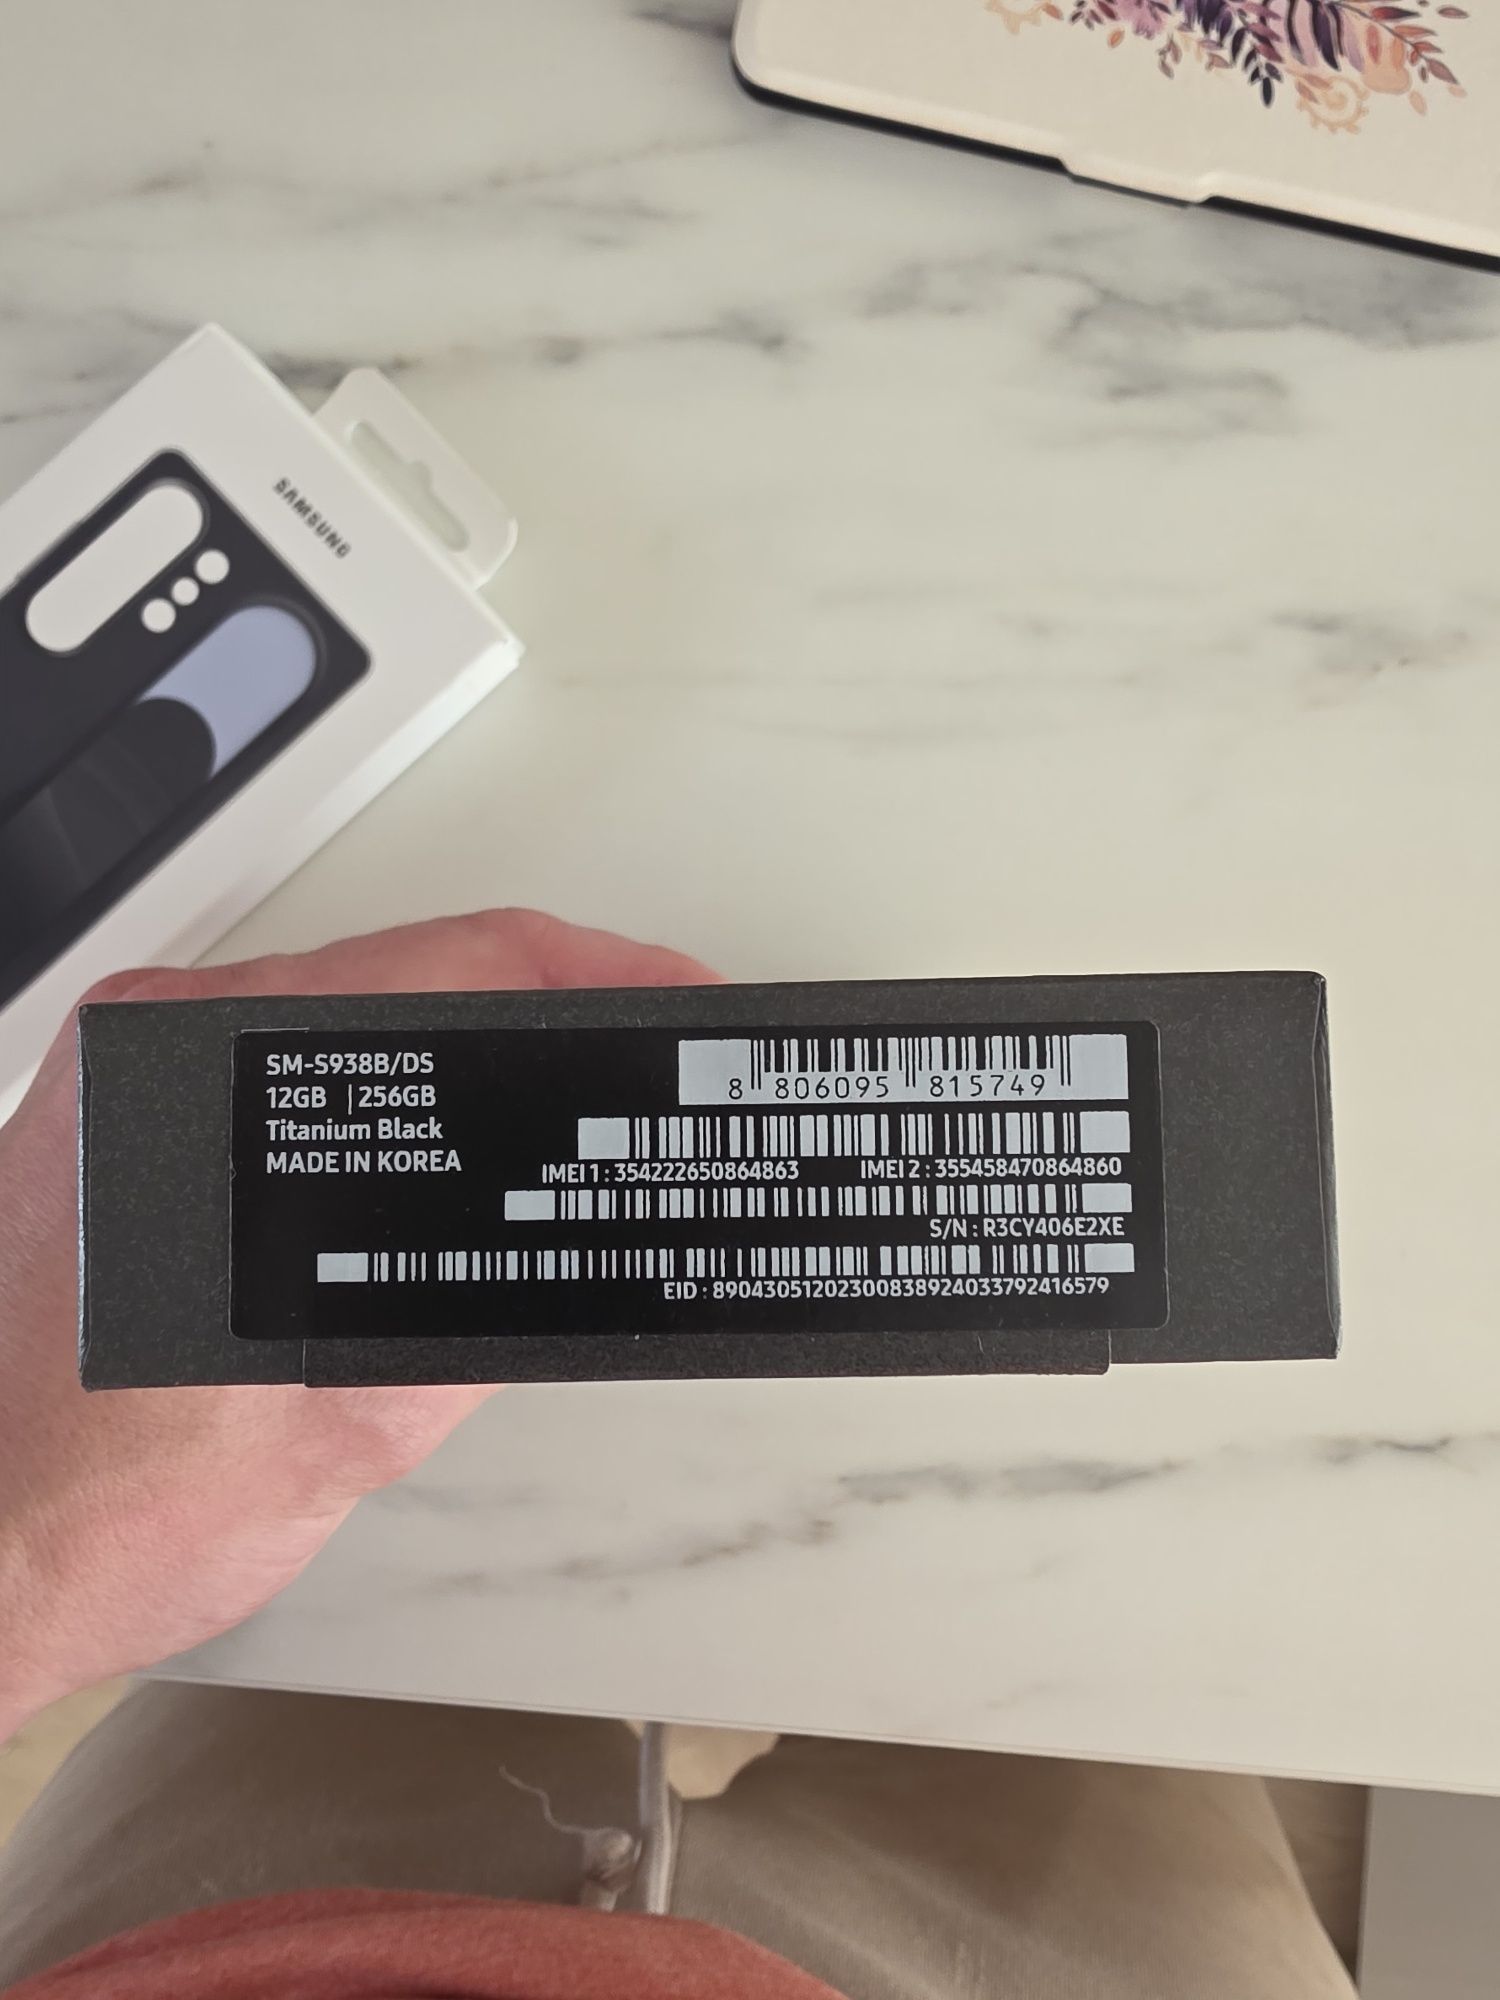 SAMSUNG
SM-S938B/DS
12GB | 256GB
Titanium Black
MADE IN KOREA
8 806095 815749
IMEI 1 : 354222650864863 IMEI 2 : 355458470864860
S/N : R3CY406E2XE
EID : 89043051202300838924033792416579